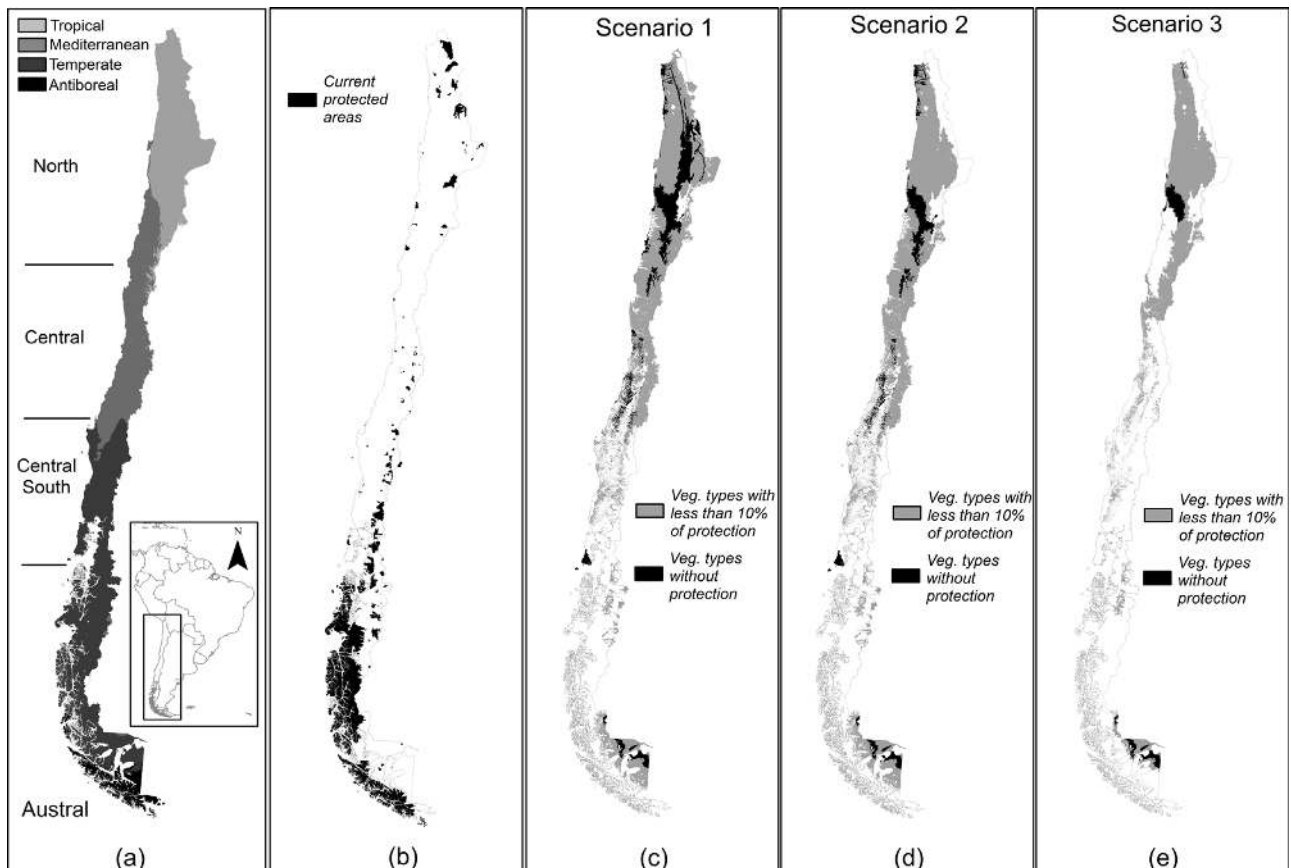 Tropical
Mediterranean
Temperate
Antiboreal
North
Central
Central
South
Austral
N
(a)
Current
protected
areas
(b)
Scenario 1
Veg. types with
less than 10%
of protection
Veg. types
without
protection
(c)
Scenario 2
Veg. types with
less than 10%
of protection
Veg. types
without
protection
(d)
Scenario 3
Veg. types with
less than 10%
of protection
Veg. types
without
protection
(e)